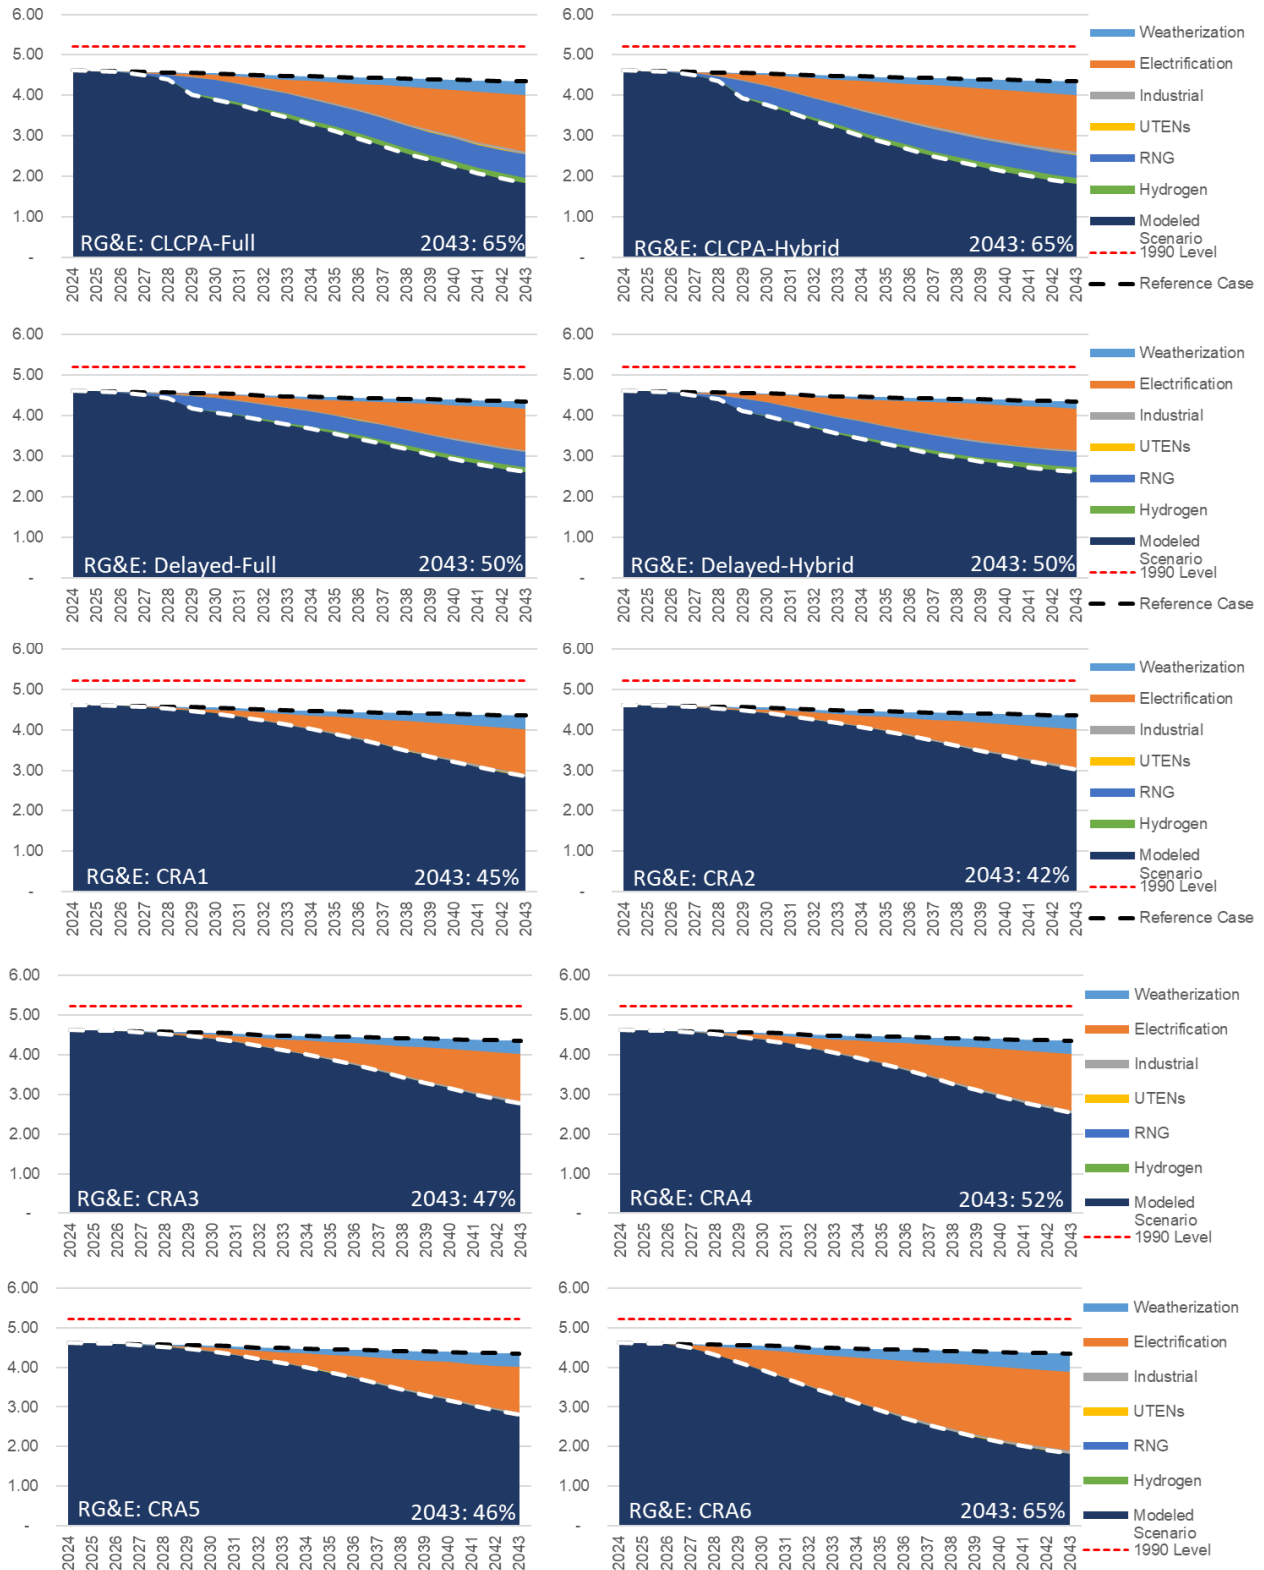 6.00
5.00
4.00
3.00
2.00
1.00
-
2024 2025 2026 2027 2028 2029 2030 2031 2032 2033 2034 2035 2036 2037 2038 2039 2040 2041 2042 2043
RG&E: CLCPA-Full 2043: 65%
6.00
5.00
4.00
3.00
2.00
1.00
-
2024 2025 2026 2027 2028 2029 2030 2031 2032 2033 2034 2035 2036 2037 2038 2039 2040 2041 2042 2043
RG&E: CLCPA-Hybrid 2043: 65%
Weatherization
Electrification
Industrial
UTENs
RNG
Hydrogen
Modeled
Scenario
1990 Level
Reference Case
6.00
5.00
4.00
3.00
2.00
1.00
-
2024 2025 2026 2027 2028 2029 2030 2031 2032 2033 2034 2035 2036 2037 2038 2039 2040 2041 2042 2043
RG&E: Delayed-Full 2043: 50%
6.00
5.00
4.00
3.00
2.00
1.00
-
2024 2025 2026 2027 2028 2029 2030 2031 2032 2033 2034 2035 2036 2037 2038 2039 2040 2041 2042 2043
RG&E: Delayed-Hybrid 2043: 50%
Weatherization
Electrification
Industrial
UTENs
RNG
Hydrogen
Modeled
Scenario
1990 Level
Reference Case
6.00
5.00
4.00
3.00
2.00
1.00
-
2024 2025 2026 2027 2028 2029 2030 2031 2032 2033 2034 2035 2036 2037 2038 2039 2040 2041 2042 2043
RG&E: CRA1 2043: 45%
6.00
5.00
4.00
3.00
2.00
1.00
-
2024 2025 2026 2027 2028 2029 2030 2031 2032 2033 2034 2035 2036 2037 2038 2039 2040 2041 2042 2043
RG&E: CRA2 2043: 42%
Weatherization
Electrification
Industrial
UTENs
RNG
Hydrogen
Modeled
Scenario
1990 Level
Reference Case
6.00
5.00
4.00
3.00
2.00
1.00
-
2024 2025 2026 2027 2028 2029 2030 2031 2032 2033 2034 2035 2036 2037 2038 2039 2040 2041 2042 2043
RG&E: CRA3 2043: 47%
6.00
5.00
4.00
3.00
2.00
1.00
-
2024 2025 2026 2027 2028 2029 2030 2031 2032 2033 2034 2035 2036 2037 2038 2039 2040 2041 2042 2043
RG&E: CRA4 2043: 52%
Weatherization
Electrification
Industrial
UTENs
RNG
Hydrogen
Modeled
Scenario
1990 Level
6.00
5.00
4.00
3.00
2.00
1.00
-
2024 2025 2026 2027 2028 2029 2030 2031 2032 2033 2034 2035 2036 2037 2038 2039 2040 2041 2042 2043
RG&E: CRA5 2043: 46%
6.00
5.00
4.00
3.00
2.00
1.00
-
2024 2025 2026 2027 2028 2029 2030 2031 2032 2033 2034 2035 2036 2037 2038 2039 2040 2041 2042 2043
RG&E: CRA6 2043: 65%
Weatherization
Electrification
Industrial
UTENs
RNG
Hydrogen
Modeled
Scenario
1990 Level